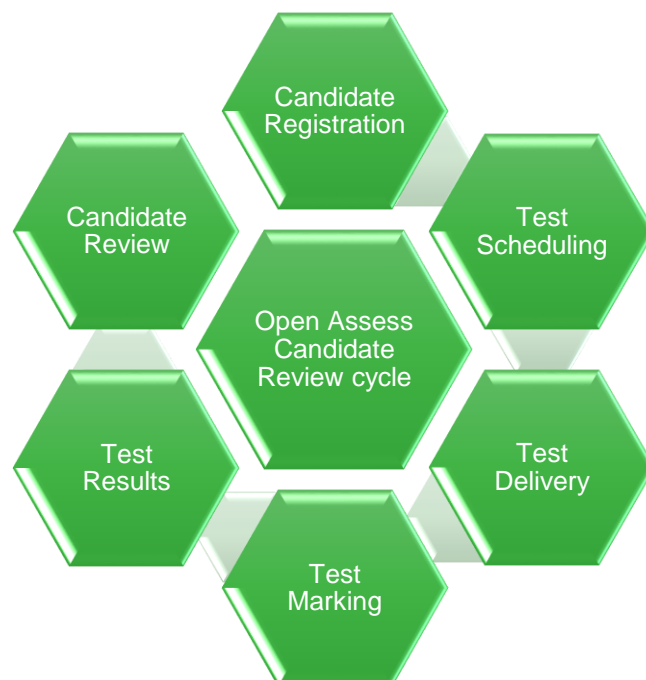 Candidate
Registration
Test
Scheduling
Test
Delivery
Test
Marking
Test
Results
Candidate
Review
Open Assess
Candidate
Review cycle